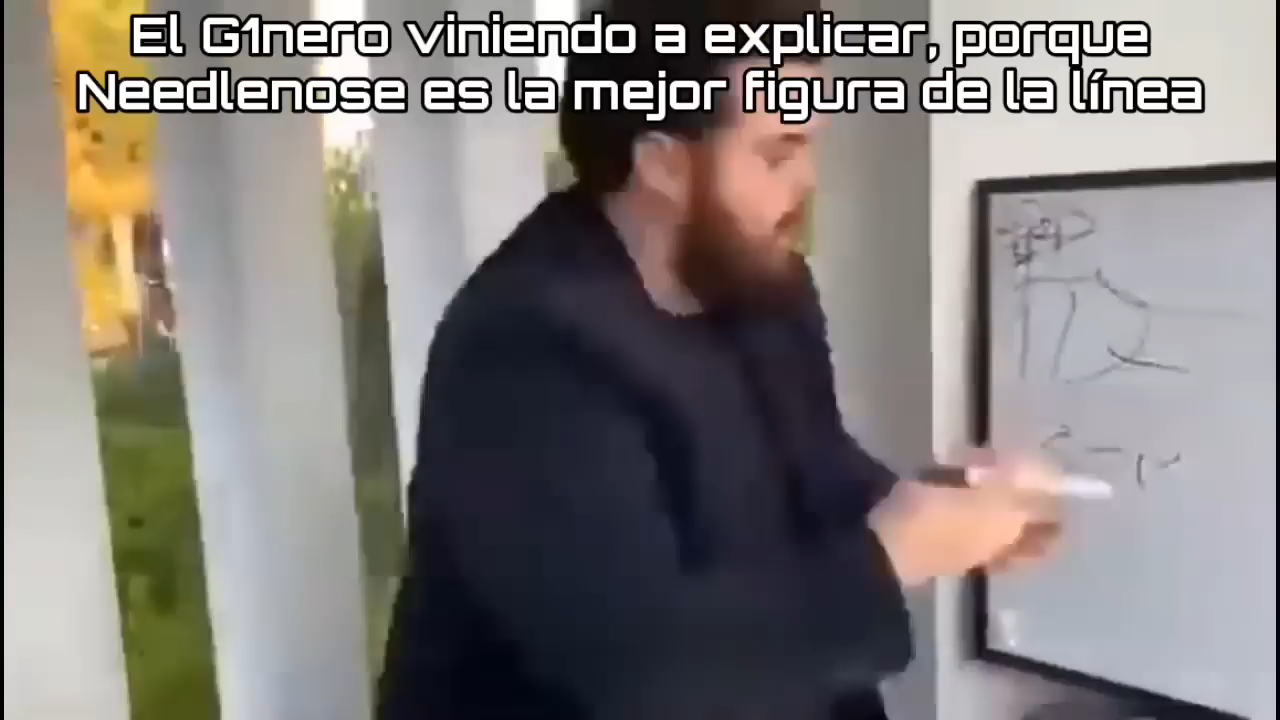 El G1nero viniendo a explicar, porque
Needlenose es la mejor figura de la línea